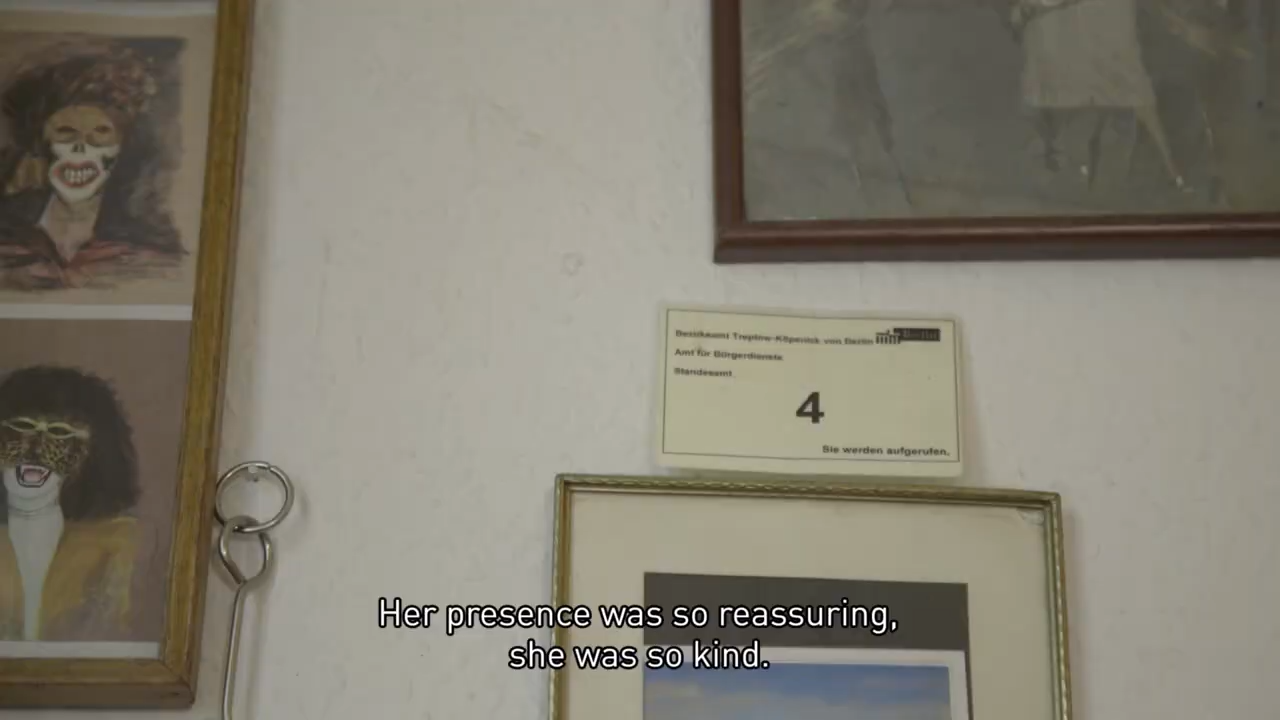 Bezirksamt Treptow-Köpenick von Berlin
Berlin
Amt für Bürgerdienste
Standesamt
4
Sie werden aufgerufen.
Her presence was so reassuring,
she was so kind.